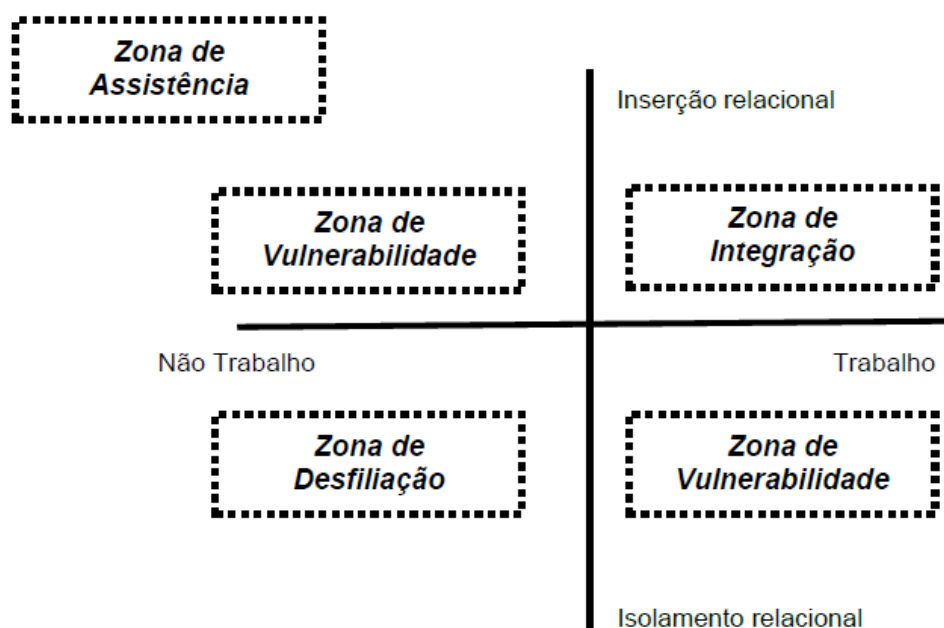 Zona de
Assistência
Inserção relacional
Zona de
Vulnerabilidade
Zona de
Integração
Não Trabalho
Trabalho
Zona de
Desfiliação
Zona de
Vulnerabilidade
Isolamento relacional